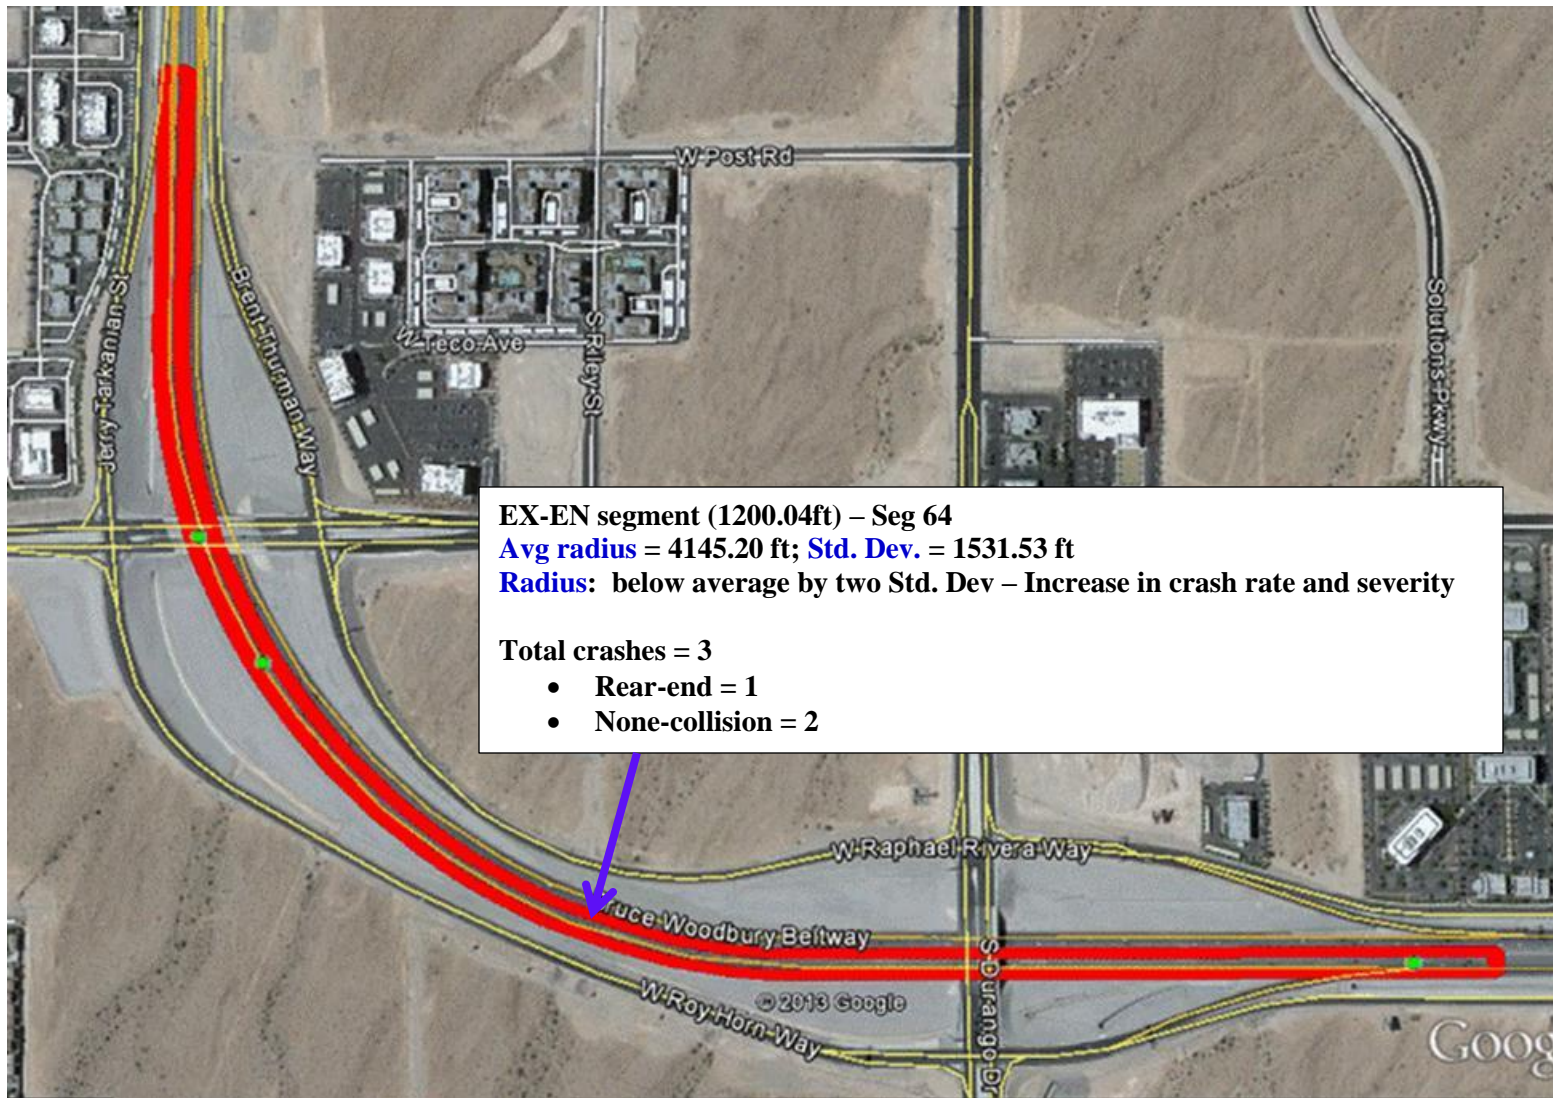 W Post Rd
Jerry Tarkanian St
Brent Thurman Way
W Teco Ave
S Riley St
Solutions Pkwy
EX-EN segment (1200.04ft) – Seg 64
Avg radius = 4145.20 ft; Std. Dev. = 1531.53 ft
Radius: below average by two Std. Dev – Increase in crash rate and severity
Total crashes = 3
• Rear-end = 1
• None-collision = 2
W Raphael Rivera Way
ruce Woodbury Beltway
S Durango Dr
W Roy Horn Way
© 2013 Google
Goog